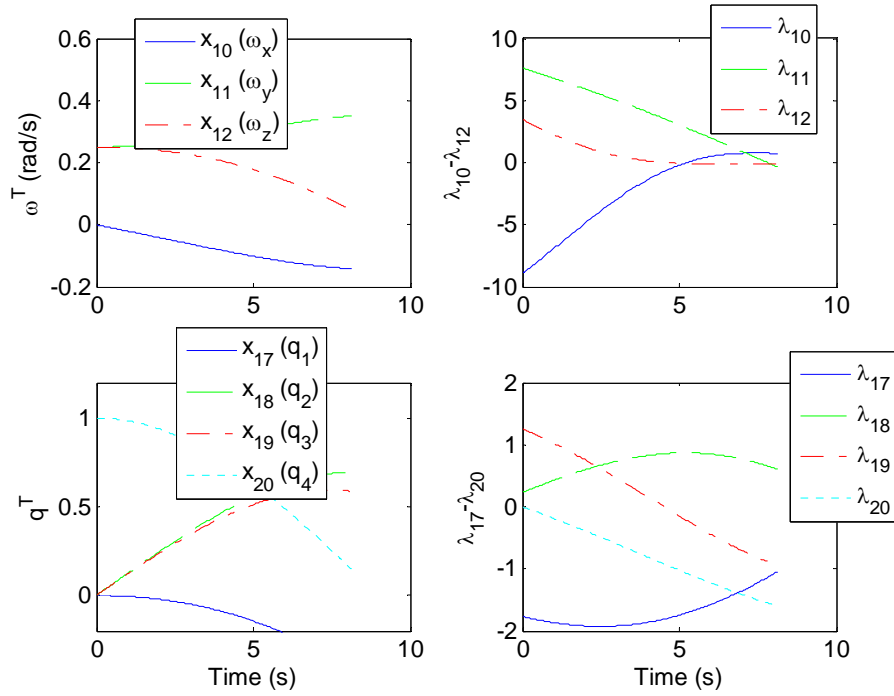 0.6
0.4
0.2
0
-0.2
0
5
10
ω^T (rad/s)
x_10 (ω_x)
x_11 (ω_y)
x_12 (ω_z)
10
5
0
-5
-10
0
5
10
λ_10-λ_12
λ_10
λ_11
λ_12
1
0.5
0
0
5
10
q^T
Time (s)
x_17 (q_1)
x_18 (q_2)
x_19 (q_3)
x_20 (q_4)
2
1
0
-1
-2
0
5
10
λ_17-λ_20
Time (s)
λ_17
λ_18
λ_19
λ_20